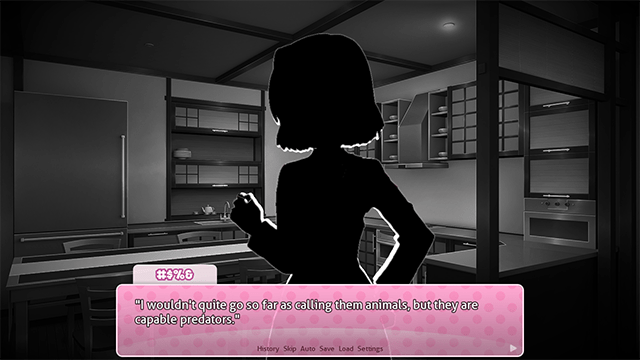 #$%&
"I wouldn't quite go so far as calling them animals, but they are
capable predators."
History Skip Auto Save Load Settings